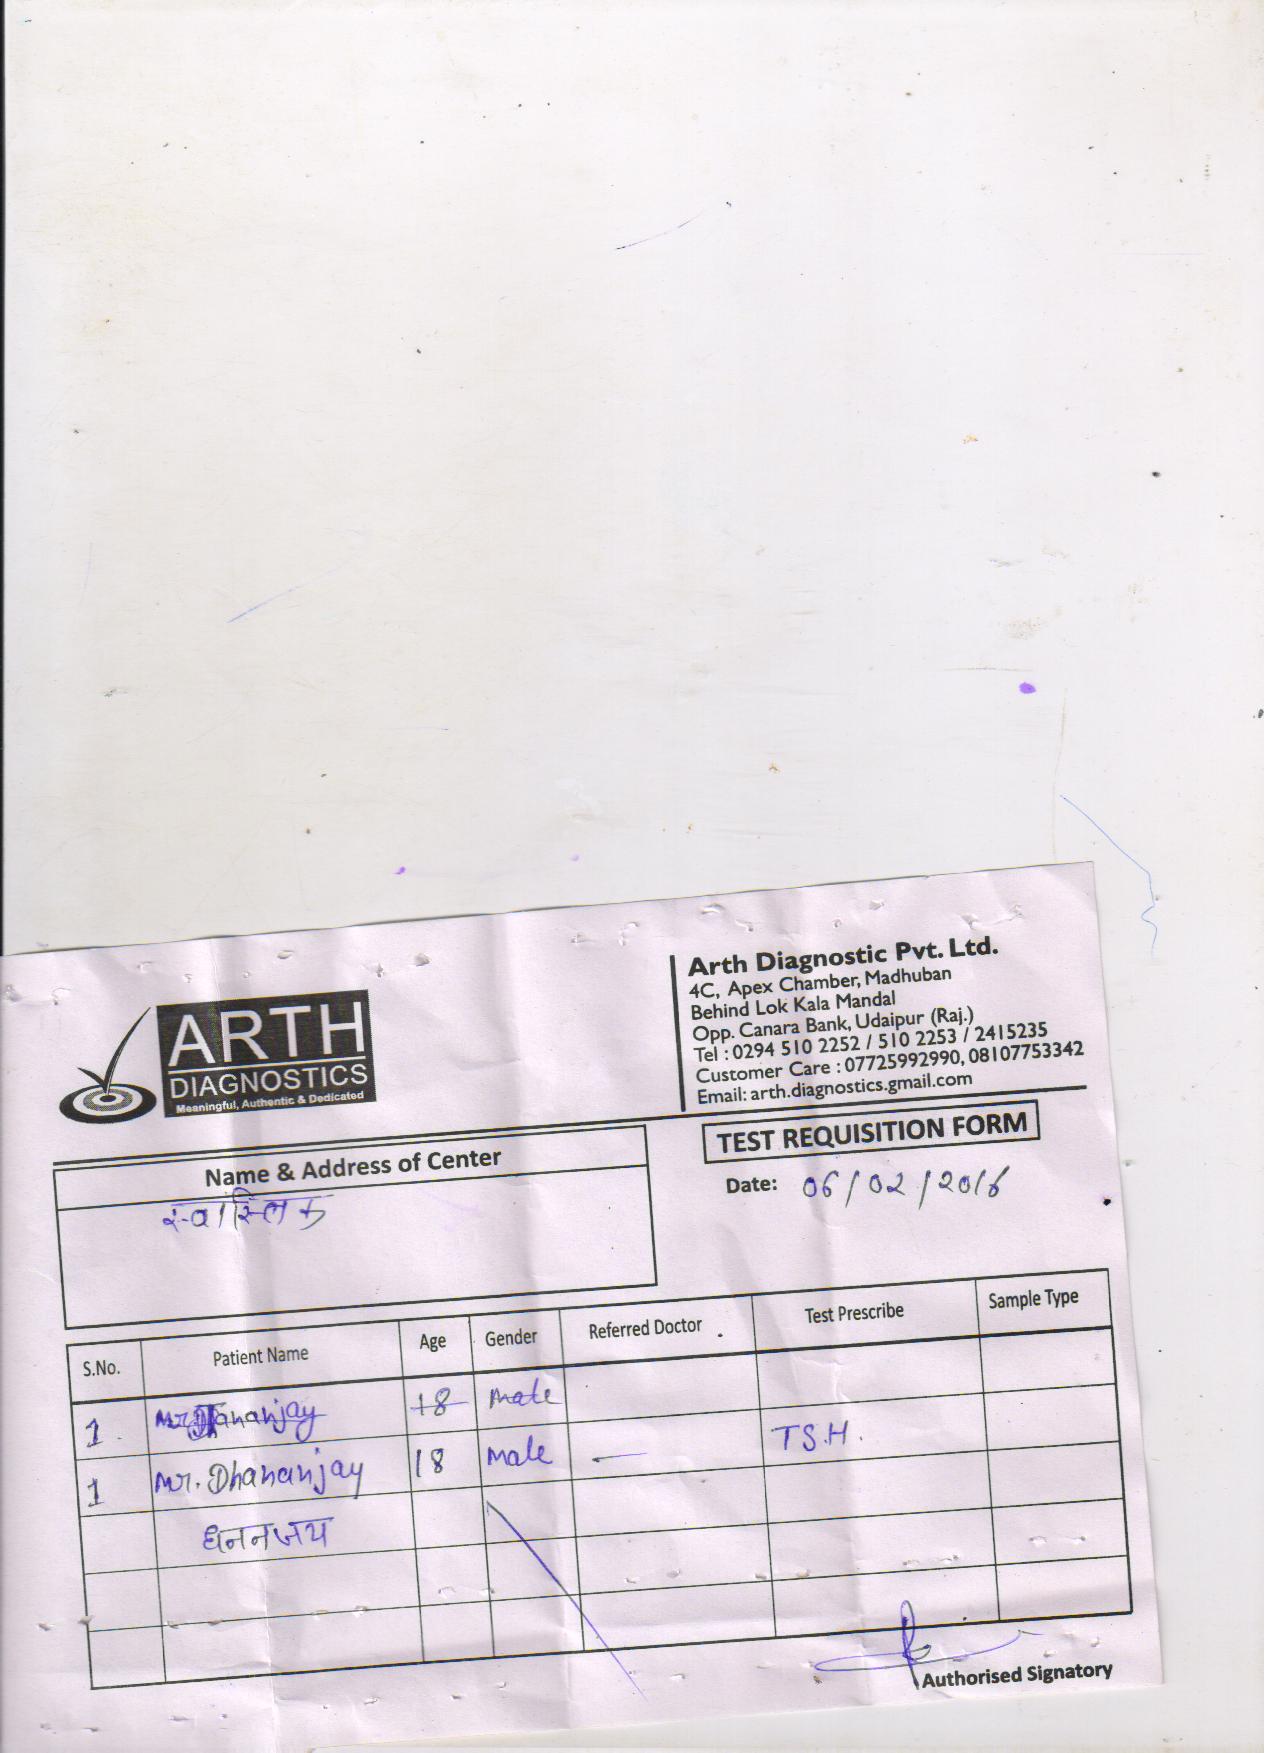 ARTH
DIAGNOSTICS
Meaningful, Authentic & Dedicated
Arth Diagnostic Pvt. Ltd.
4C, Apex Chamber, Madhuban
Behind Lok Kala Mandal
Opp. Canara Bank, Udaipur (Raj.)
Tel : 0294 510 2252 / 510 2253 / 2415235
Customer Care : 07725992990, 08107753342
Email: arth.diagnostics.gmail.com
TEST REQUISITION FORM
Name & Address of Center
स्वास्तिक
Date: 06/02/2016
S.No. Patient Name Age Gender Referred Doctor Test Prescribe Sample Type
1. Mr. Dhananjay 18 Male
1 Mr. Dhananjay 18 Male — T.S.H.
धननजय
Authorised Signatory